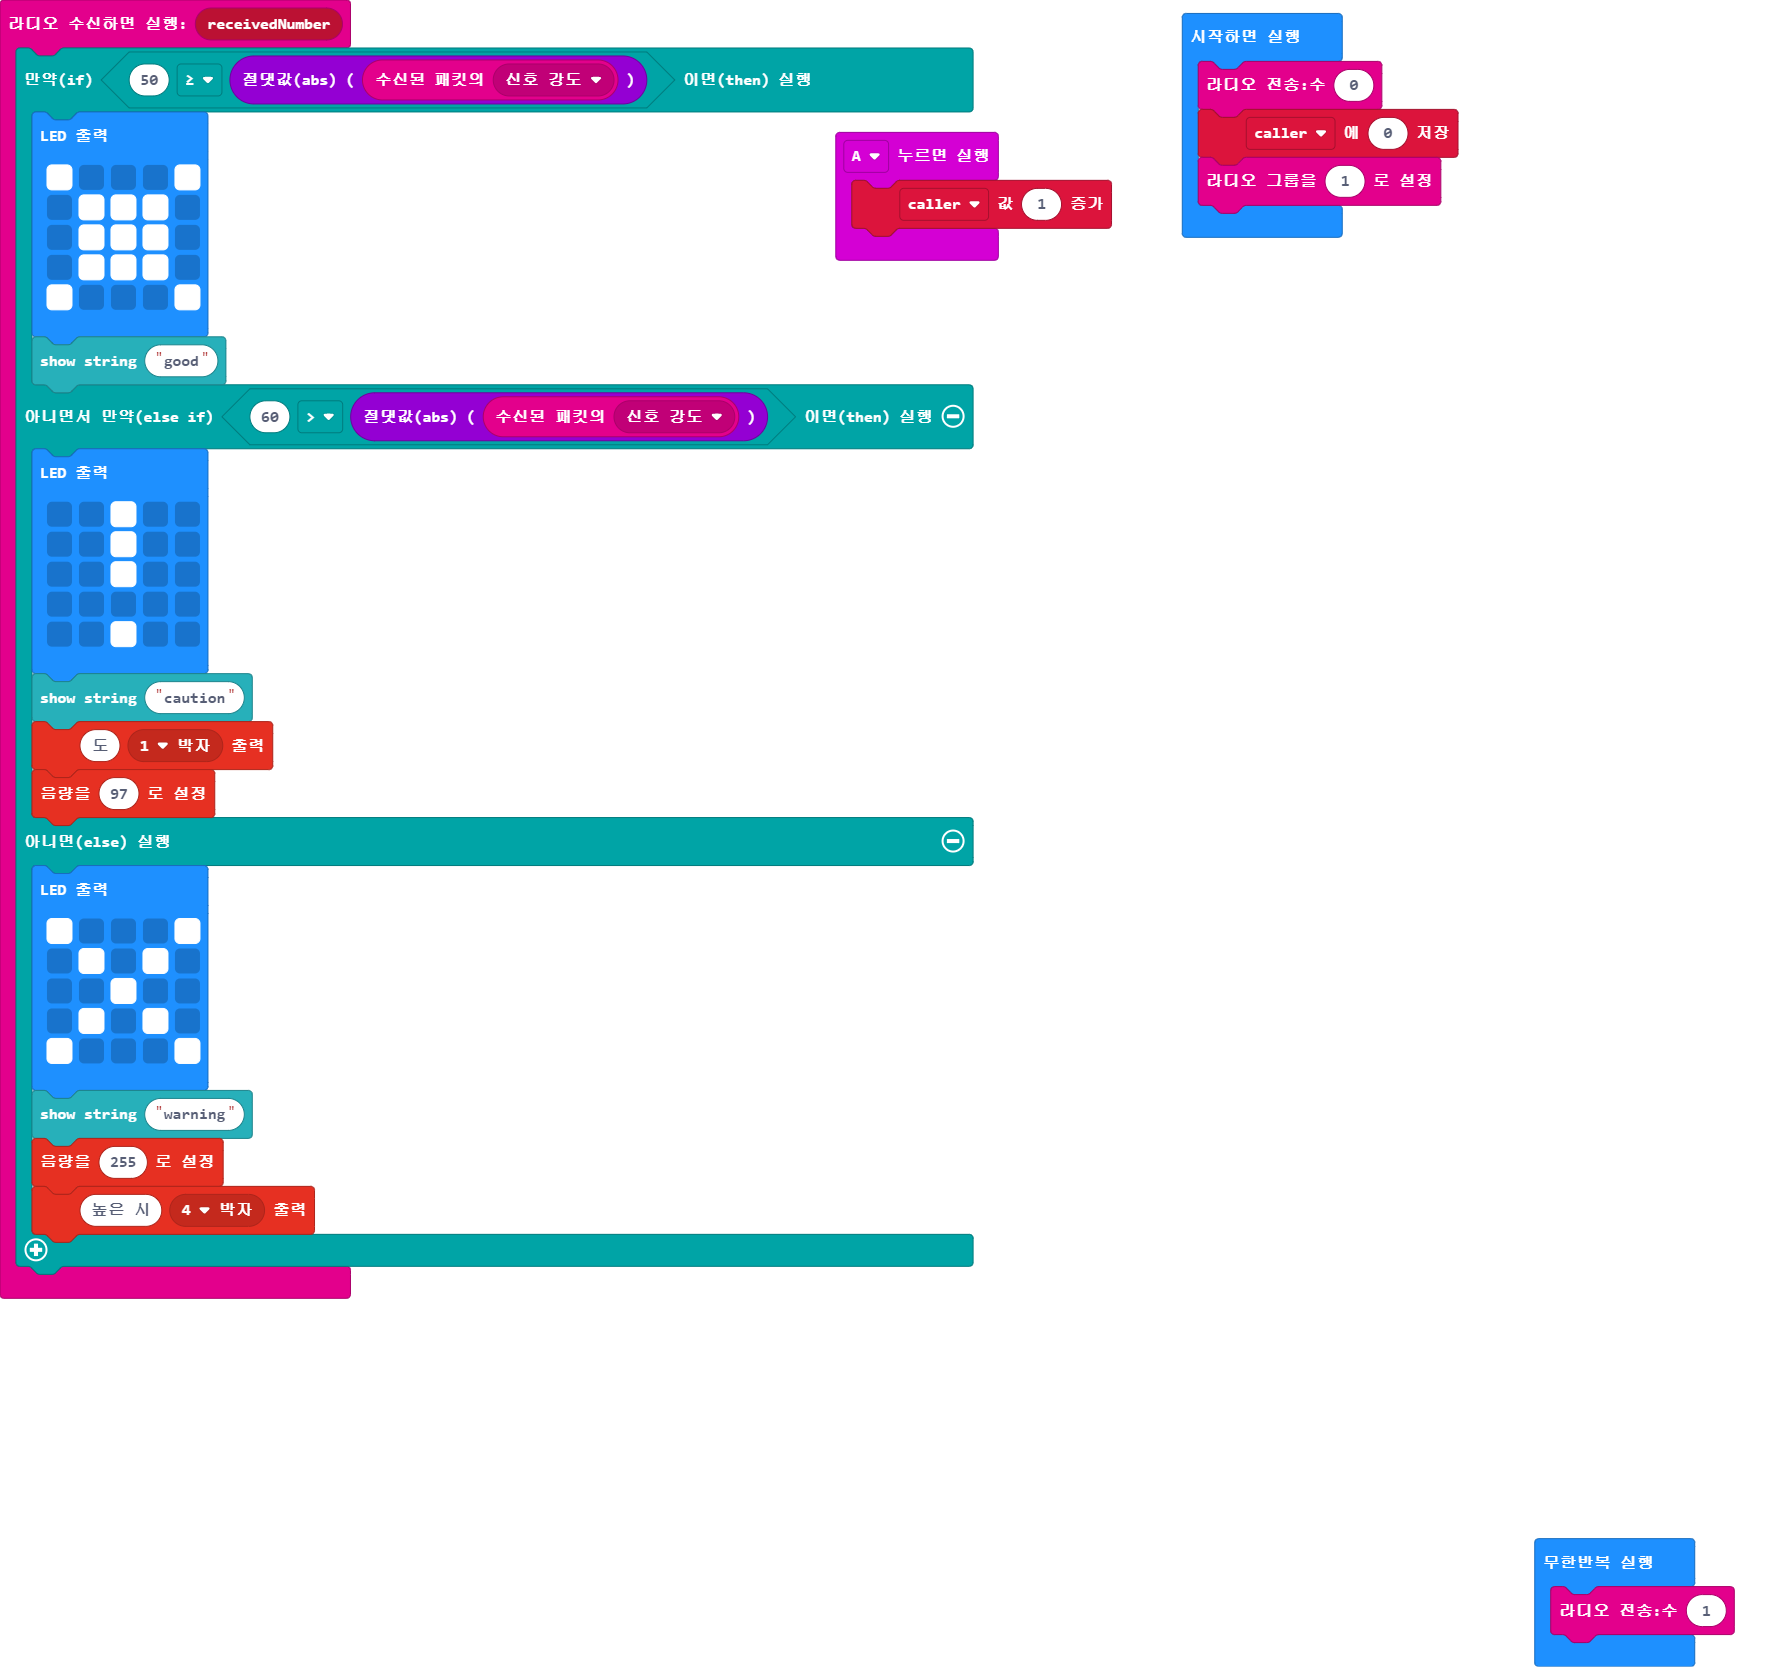 라디오 수신하면 실행: receivedNumber
만약(if) 50 ≥ 절댓값(abs) ( 수신된 패킷의 신호 강도 ) 이면(then) 실행
LED 출력
show string "good"
아니면서 만약(else if) 60 > 절댓값(abs) ( 수신된 패킷의 신호 강도 ) 이면(then) 실행
LED 출력
show string "caution"
도 1 박자 출력
음량을 97 로 설정
아니면(else) 실행
LED 출력
show string "warning"
음량을 255 로 설정
높은 시 4 박자 출력
A 누르면 실행
caller 값 1 증가
시작하면 실행
라디오 전송:수 0
caller 에 0 저장
라디오 그룹을 1 로 설정
무한반복 실행
라디오 전송:수 1